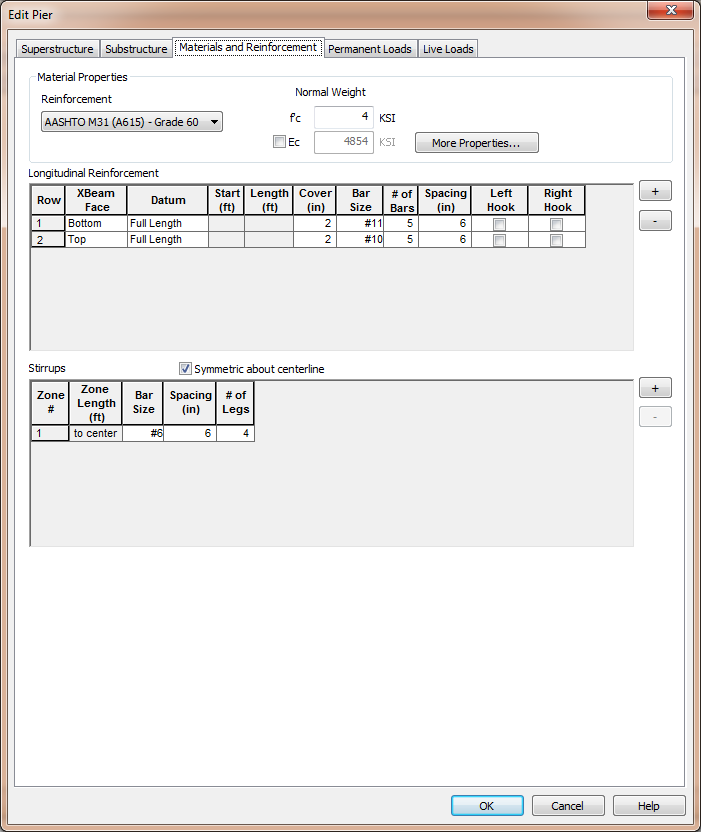 Edit Pier
Superstructure Substructure Materials and Reinforcement Permanent Loads Live Loads
Material Properties
Reinforcement
Normal Weight
AASHTO M31 (A615) - Grade 60
f'c 4 KSI
Ec 4854 KSI More Properties...
Longitudinal Reinforcement
Row XBeam Face Datum Start (ft) Length (ft) Cover (in) Bar Size # of Bars Spacing (in) Left Hook Right Hook
1 Bottom Full Length 2 #11 5 6
2 Top Full Length 2 #10 5 6
+
-
Stirrups Symmetric about centerline
Zone # Zone Length (ft) Bar Size Spacing (in) # of Legs
1 to center #6 6 4
+
-
OK Cancel Help